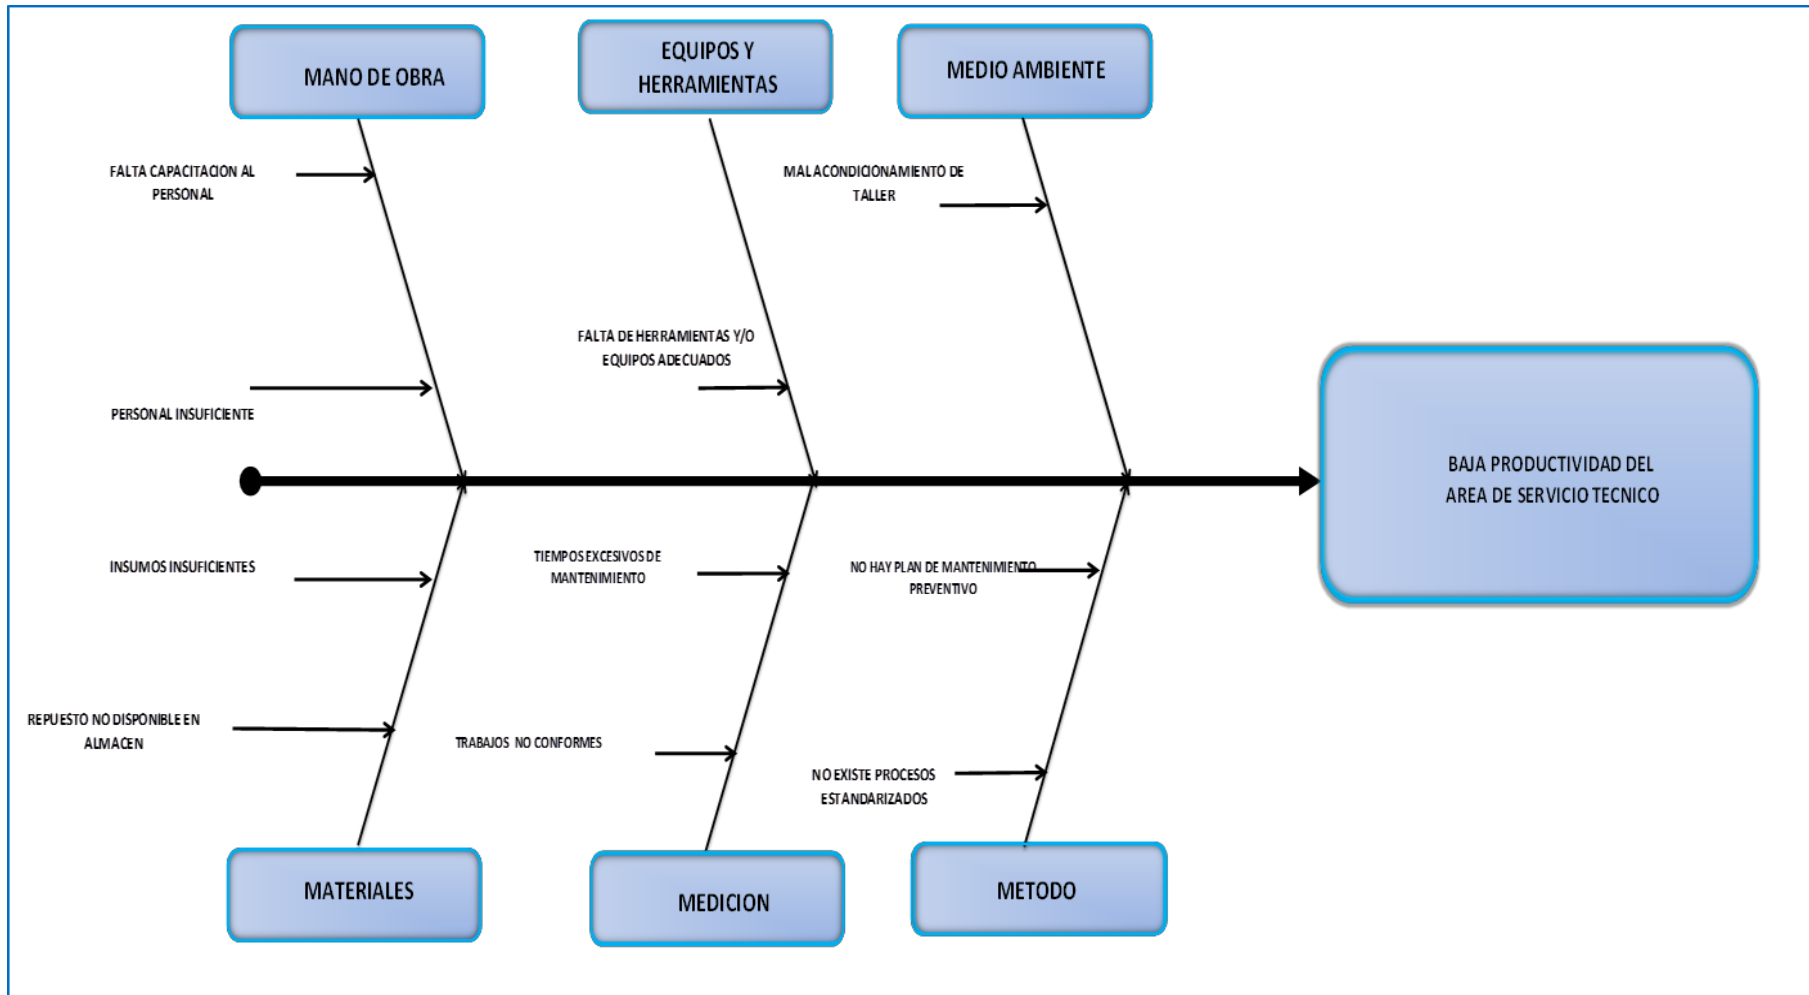 MANO DE OBRA
EQUIPOS Y
HERRAMIENTAS
MEDIO AMBIENTE
FALTA CAPACITACION AL
PERSONAL
MAL ACONDICIONAMIENTO DE
TALLER
FALTA DE HERRAMIENTAS Y/O
EQUIPOS ADECUADOS
PERSONAL INSUFICIENTE
BAJA PRODUCTIVIDAD DEL
AREA DE SERVICIO TECNICO
INSUMOS INSUFICIENTES
TIEMPOS EXCESIVOS DE
MANTENIMIENTO
NO HAY PLAN DE MANTENIMIENTO
PREVENTIVO
REPUESTO NO DISPONIBLE EN
ALMACEN
TRABAJOS NO CONFORMES
NO EXISTE PROCESOS
ESTANDARIZADOS
MATERIALES
MEDICION
METODO